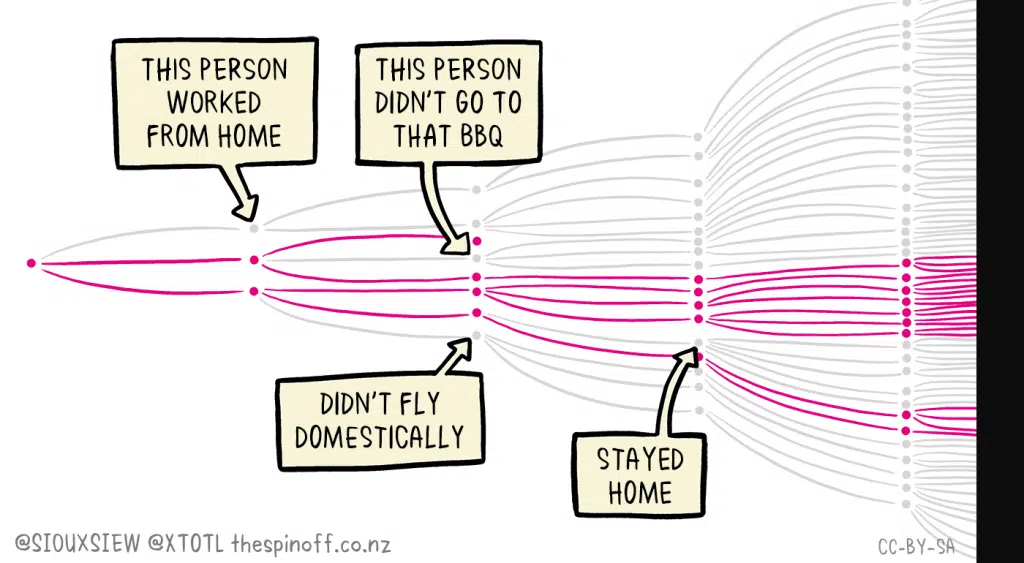 THIS PERSON
WORKED
FROM HOME
THIS PERSON
DIDN'T GO TO
THAT BBQ
DIDN'T FLY
DOMESTICALLY
STAYED
HOME
@SIOUXSIEW @XTOTL thespinoff.co.nz
CC-BY-SA